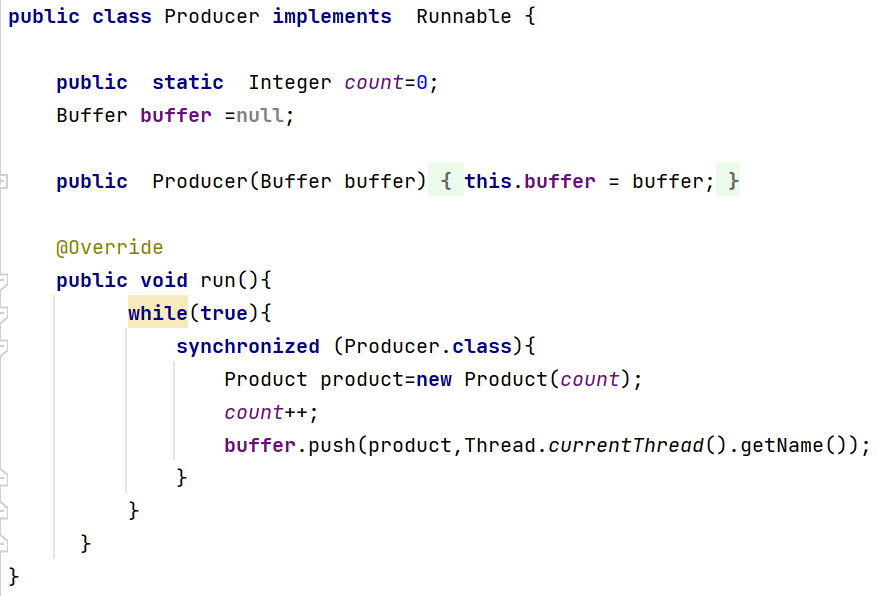 public class Producer implements  Runnable {
    public  static  Integer count=0;
    Buffer buffer =null;
    public  Producer(Buffer buffer) { this.buffer = buffer; }
    @Override
    public void run(){
          while(true){
              synchronized (Producer.class){
                  Product product=new Product(count);
                  count++;
                  buffer.push(product,Thread.currentThread().getName());
              }
          }
      }
}